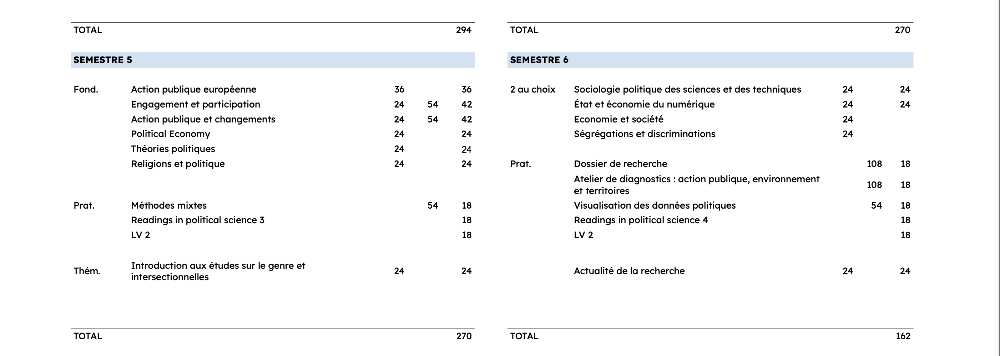 TOTAL 294
SEMESTRE 5
Fond. Action publique européenne 36 36
Engagement et participation 24 54 42
Action publique et changements 24 54 42
Political Economy 24 24
Théories politiques 24 24
Religions et politique 24 24
Prat. Méthodes mixtes 54 18
Readings in political science 3 18
LV 2 18
Thém. Introduction aux études sur le genre et
intersectionnelles 24 24
TOTAL 270
TOTAL 270
SEMESTRE 6
2 au choix Sociologie politique des sciences et des techniques 24 24
État et économie du numérique 24 24
Economie et société 24
Ségrégations et discriminations 24
Prat. Dossier de recherche 108 18
Atelier de diagnostics : action publique, environnement
et territoires 108 18
Visualisation des données politiques 54 18
Readings in political science 4 18
LV 2 18
Actualité de la recherche 24 24
TOTAL 162